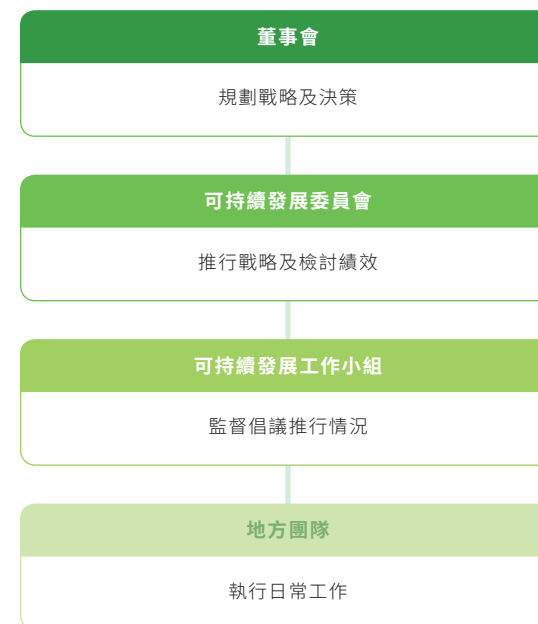 董事會
規劃戰略及決策
可持續發展委員會
推行戰略及檢討績效
可持續發展工作小組
監督倡議推行情況
地方團隊
執行日常工作